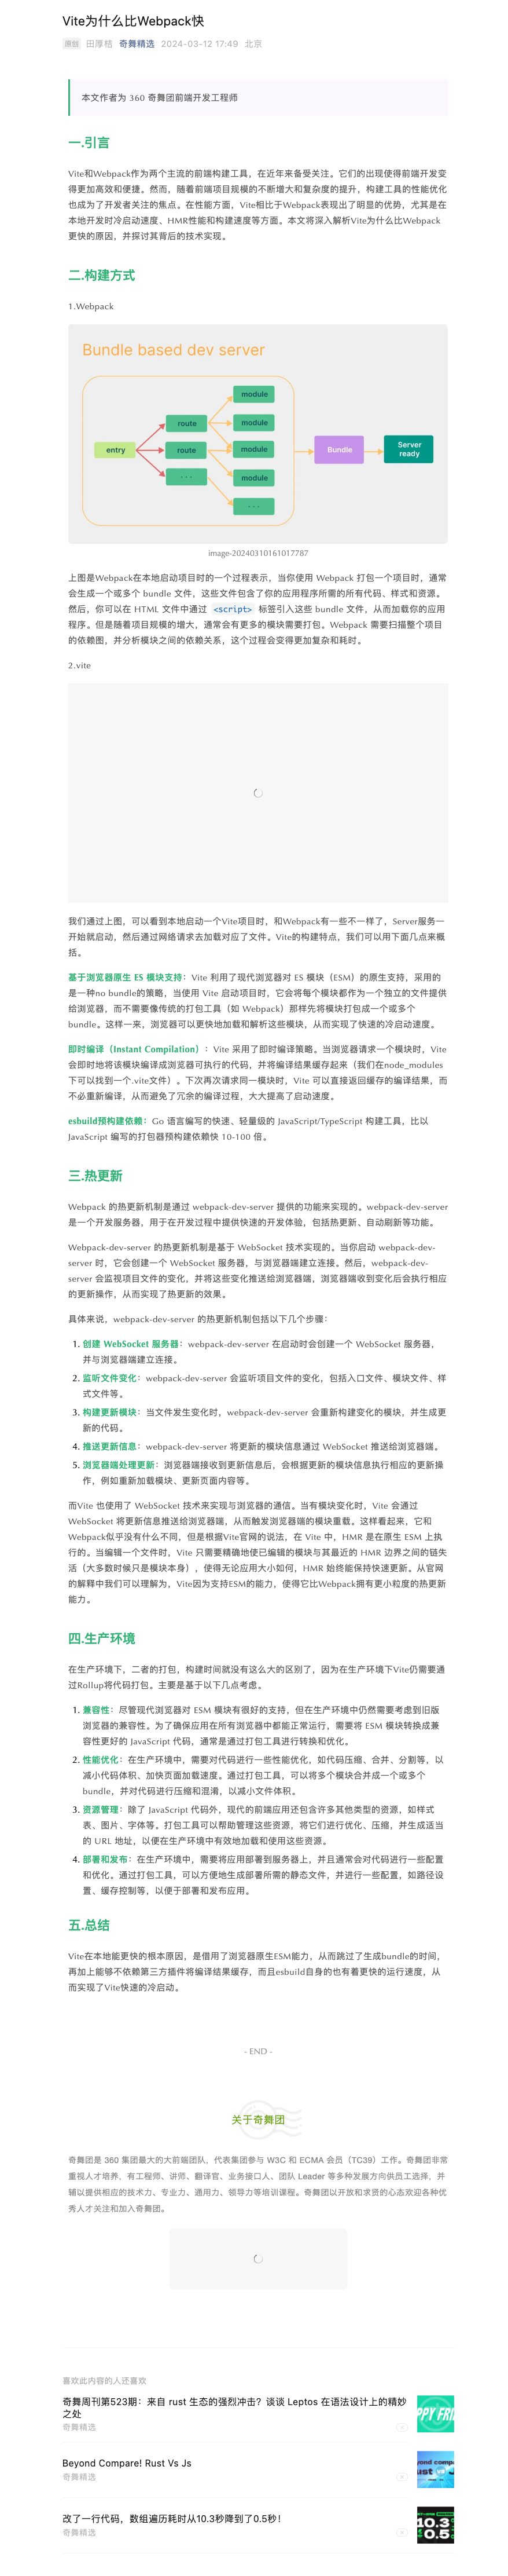 Vite为什么比Webpack快
原创 田厚桔 奇舞精选 2024-03-12 17:49 北京
本文作者为 360 奇舞团前端开发工程师
一.引言
Vite和Webpack作为两个主流的前端构建工具，在近年来备受关注。它们的出现使得前端开发变
得更加高效和便捷。然而，随着前端项目规模的不断增大和复杂度的提升，构建工具的性能优化
也成为了开发者关注的焦点。在性能方面，Vite相比于Webpack表现出了明显的优势，尤其是在
本地开发时冷启动速度、HMR性能和构建速度等方面。本文将深入解析Vite为什么比Webpack
更快的原因，并探讨其背后的技术实现。
二.构建方式
1.Webpack
Bundle based dev server
entry
route
route
· · ·
module
module
module
module
· · ·
Bundle
Server
ready
image-20240310161017787
上图是Webpack在本地启动项目时的一个过程表示，当你使用 Webpack 打包一个项目时，通常
会生成一个或多个 bundle 文件，这些文件包含了你的应用程序所需的所有代码、样式和资源。
然后，你可以在 HTML 文件中通过 <script> 标签引入这些 bundle 文件，从而加载你的应用
程序。但是随着项目规模的增大，通常会有更多的模块需要打包。Webpack 需要扫描整个项目
的依赖图，并分析模块之间的依赖关系，这个过程会变得更加复杂和耗时。
2.vite
我们通过上图，可以看到本地启动一个Vite项目时，和Webpack有一些不一样了，Server服务一
开始就启动，然后通过网络请求去加载对应了文件。Vite的构建特点，我们可以用下面几点来概
括。
基于浏览器原生 ES 模块支持：Vite 利用了现代浏览器对 ES 模块（ESM）的原生支持，采用的
是一种no bundle的策略，当使用 Vite 启动项目时，它会将每个模块都作为一个独立的文件提供
给浏览器，而不需要像传统的打包工具（如 Webpack）那样先将模块打包成一个或多个
bundle。这样一来，浏览器可以更快地加载和解析这些模块，从而实现了快速的冷启动速度。
即时编译（Instant Compilation）：Vite 采用了即时编译策略。当浏览器请求一个模块时，Vite
会即时地将该模块编译成浏览器可执行的代码，并将编译结果缓存起来（我们在node_modules
下可以找到一个.vite文件）。下次再次请求同一模块时，Vite 可以直接返回缓存的编译结果，而
不必重新编译，从而避免了冗余的编译过程，大大提高了启动速度。
esbuild预构建依赖：Go 语言编写的快速、轻量级的 JavaScript/TypeScript 构建工具，比以
JavaScript 编写的打包器预构建依赖快 10-100 倍。
三.热更新
Webpack 的热更新机制是通过 webpack-dev-server 提供的功能来实现的。webpack-dev-server
是一个开发服务器，用于在开发过程中提供快速的开发体验，包括热更新、自动刷新等功能。
Webpack-dev-server 的热更新机制是基于 WebSocket 技术实现的。当你启动 webpack-dev-
server 时，它会创建一个 WebSocket 服务器，与浏览器端建立连接。然后，webpack-dev-
server 会监视项目文件的变化，并将这些变化推送给浏览器端，浏览器端收到变化后会执行相应
的更新操作，从而实现了热更新的效果。
具体来说，webpack-dev-server 的热更新机制包括以下几个步骤：
1. 创建 WebSocket 服务器：webpack-dev-server 在启动时会创建一个 WebSocket 服务器，
并与浏览器端建立连接。
2. 监听文件变化：webpack-dev-server 会监听项目文件的变化，包括入口文件、模块文件、样
式文件等。
3. 构建更新模块：当文件发生变化时，webpack-dev-server 会重新构建变化的模块，并生成更
新的代码。
4. 推送更新信息：webpack-dev-server 将更新的模块信息通过 WebSocket 推送给浏览器端。
5. 浏览器端处理更新：浏览器端接收到更新信息后，会根据更新的模块信息执行相应的更新操
作，例如重新加载模块、更新页面内容等。
而Vite 也使用了 WebSocket 技术来实现与浏览器的通信。当有模块变化时，Vite 会通过
WebSocket 将更新信息推送给浏览器端，从而触发浏览器端的模块重载。这样看起来，它和
Webpack似乎没有什么不同，但是根据Vite官网的说法，在 Vite 中，HMR 是在原生 ESM 上执
行的。当编辑一个文件时，Vite 只需要精确地使已编辑的模块与其最近的 HMR 边界之间的链失
活（大多数时候只是模块本身），使得无论应用大小如何，HMR 始终能保持快速更新。从官网
的解释中我们可以理解为，Vite因为支持ESM的能力，使得它比Webpack拥有更小粒度的热更新
能力。
四.生产环境
在生产环境下，二者的打包，构建时间就没有这么大的区别了，因为在生产环境下Vite仍需要通
过Rollup将代码打包。主要是基于以下几点考虑。
1. 兼容性：尽管现代浏览器对 ESM 模块有很好的支持，但在生产环境中仍然需要考虑到旧版
浏览器的兼容性。为了确保应用在所有浏览器中都能正常运行，需要将 ESM 模块转换成兼
容性更好的 JavaScript 代码，通常是通过打包工具进行转换和优化。
2. 性能优化：在生产环境中，需要对代码进行一些性能优化，如代码压缩、合并、分割等，以
减小代码体积、加快页面加载速度。通过打包工具，可以将多个模块合并成一个或多个
bundle，并对代码进行压缩和混淆，以减小文件体积。
3. 资源管理：除了 JavaScript 代码外，现代的前端应用还包含许多其他类型的资源，如样式
表、图片、字体等。打包工具可以帮助管理这些资源，将它们进行优化、压缩，并生成适当
的 URL 地址，以便在生产环境中有效地加载和使用这些资源。
4. 部署和发布：在生产环境中，需要将应用部署到服务器上，并且通常会对代码进行一些配置
和优化。通过打包工具，可以方便地生成部署所需的静态文件，并进行一些配置，如路径设
置、缓存控制等，以便于部署和发布应用。
五.总结
Vite在本地能更快的根本原因，是借用了浏览器原生ESM能力，从而跳过了生成bundle的时间，
再加上能够不依赖第三方插件将编译结果缓存，而且esbuild自身的也有着更快的运行速度，从
而实现了Vite快速的冷启动。
- END -
关于奇舞团
奇舞团是 360 集团最大的大前端团队，代表集团参与 W3C 和 ECMA 会员（TC39）工作。奇舞团非常
重视人才培养，有工程师、讲师、翻译官、业务接口人、团队 Leader 等多种发展方向供员工选择，并
辅以提供相应的技术力、专业力、通用力、领导力等培训课程。奇舞团以开放和求贤的心态欢迎各种优
秀人才关注和加入奇舞团。
喜欢此内容的人还喜欢
奇舞周刊第523期：来自 rust 生态的强烈冲击？谈谈 Leptos 在语法设计上的精妙
之处
奇舞精选
PPY FRI
Beyond Compare! Rust Vs Js
奇舞精选
改了一行代码，数组遍历耗时从10.3秒降到了0.5秒！
奇舞精选
10.3
0.5